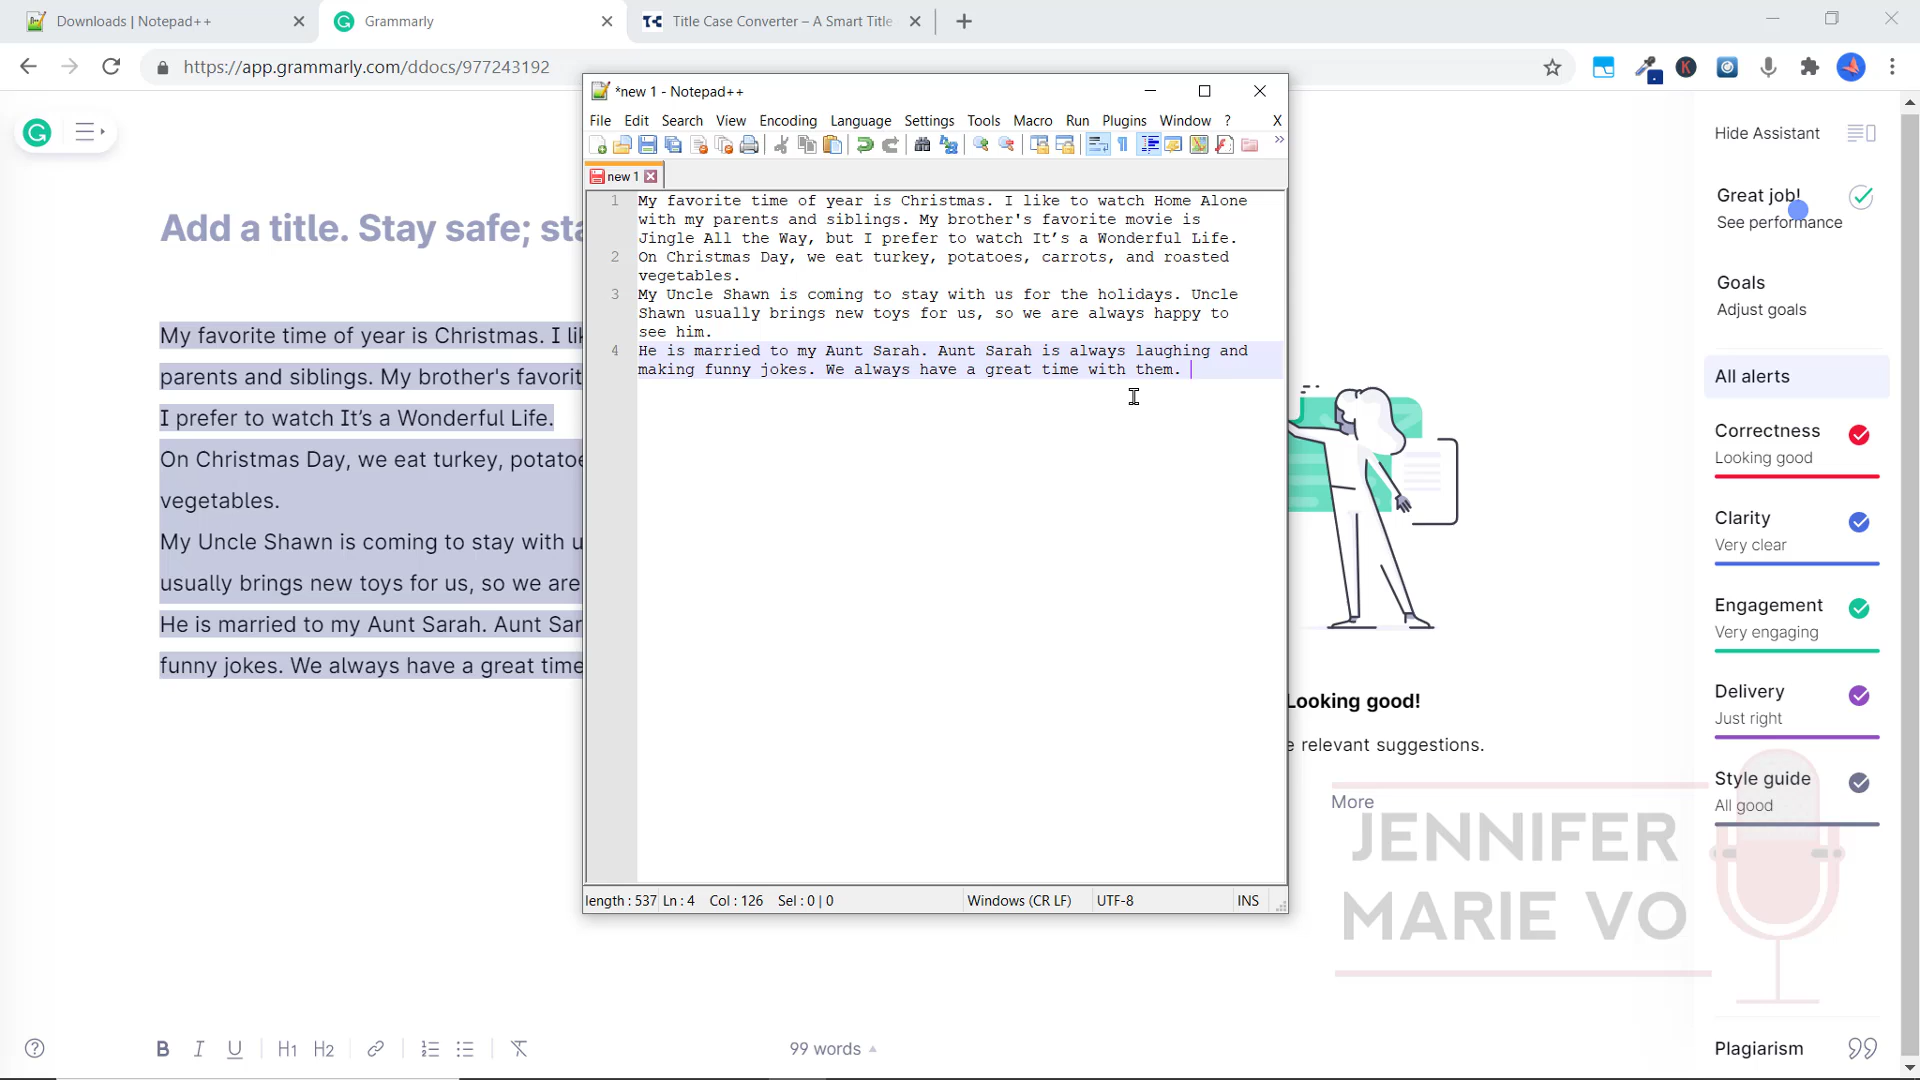 Downloads | Notepad++
Grammarly
Title Case Converter – A Smart Title
https://app.grammarly.com/ddocs/977243192
*new 1 - Notepad++
File Edit Search View Encoding Language Settings Tools Macro Run Plugins Window ? X
new 1
1 My favorite time of year is Christmas. I like to watch Home Alone
with my parents and siblings. My brother's favorite movie is
Jingle All the Way, but I prefer to watch It’s a Wonderful Life.
2 On Christmas Day, we eat turkey, potatoes, carrots, and roasted
vegetables.
3 My Uncle Shawn is coming to stay with us for the holidays. Uncle
Shawn usually brings new toys for us, so we are always happy to
see him.
4 He is married to my Aunt Sarah. Aunt Sarah is always laughing and
making funny jokes. We always have a great time with them.
length : 537 Ln : 4 Col : 126 Sel : 0 | 0 Windows (CR LF) UTF-8 INS
Add a title. Stay safe; sta
My favorite time of year is Christmas. I lik
parents and siblings. My brother's favorit
I prefer to watch It’s a Wonderful Life.
On Christmas Day, we eat turkey, potatoe
vegetables.
My Uncle Shawn is coming to stay with u
usually brings new toys for us, so we are
He is married to my Aunt Sarah. Aunt Sar
funny jokes. We always have a great time
Looking good!
e relevant suggestions.
More
Hide Assistant
Great job!
See performance
Goals
Adjust goals
All alerts
Correctness
Looking good
Clarity
Very clear
Engagement
Very engaging
Delivery
Just right
Style guide
All good
JENNIFER
MARIE VO
B I U H1 H2
99 words
Plagiarism